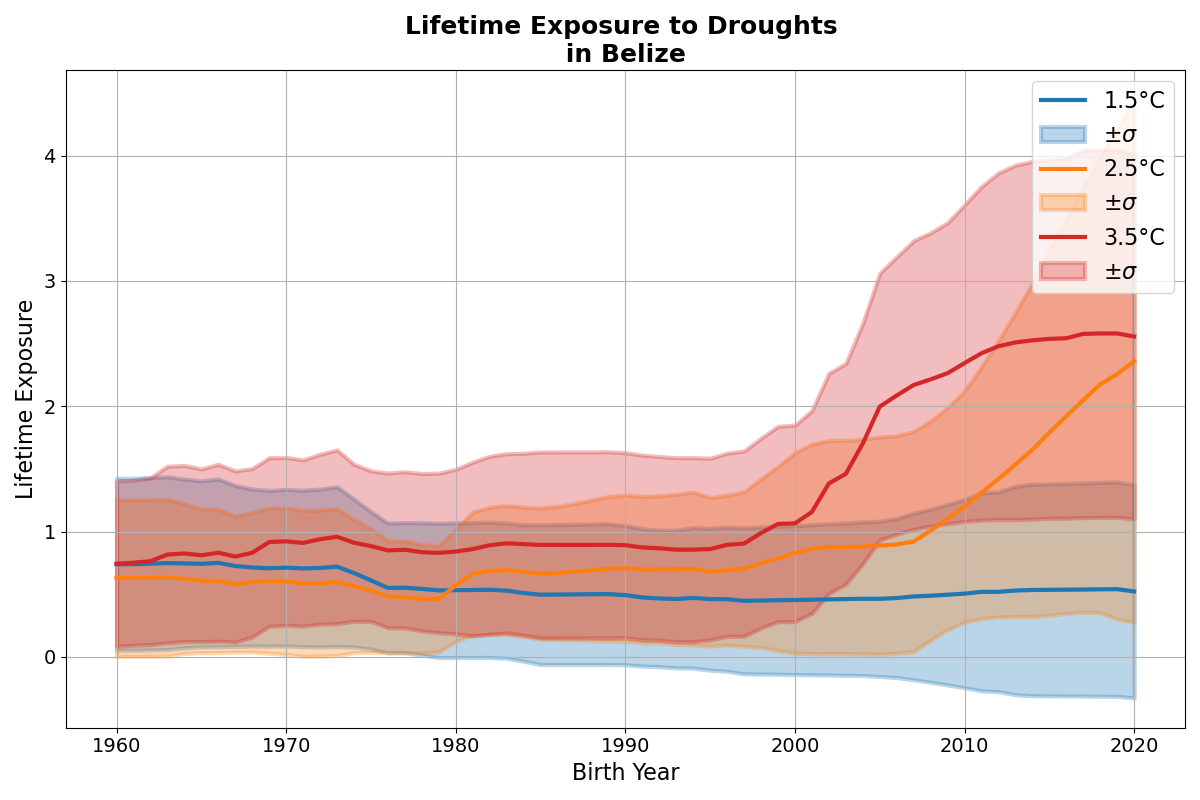 Lifetime Exposure to Droughts
in Belize
1.5°C
±σ
2.5°C
±σ
3.5°C
±σ
Lifetime Exposure
4
3
2
1
0
1960 1970 1980 1990 2000 2010 2020
Birth Year